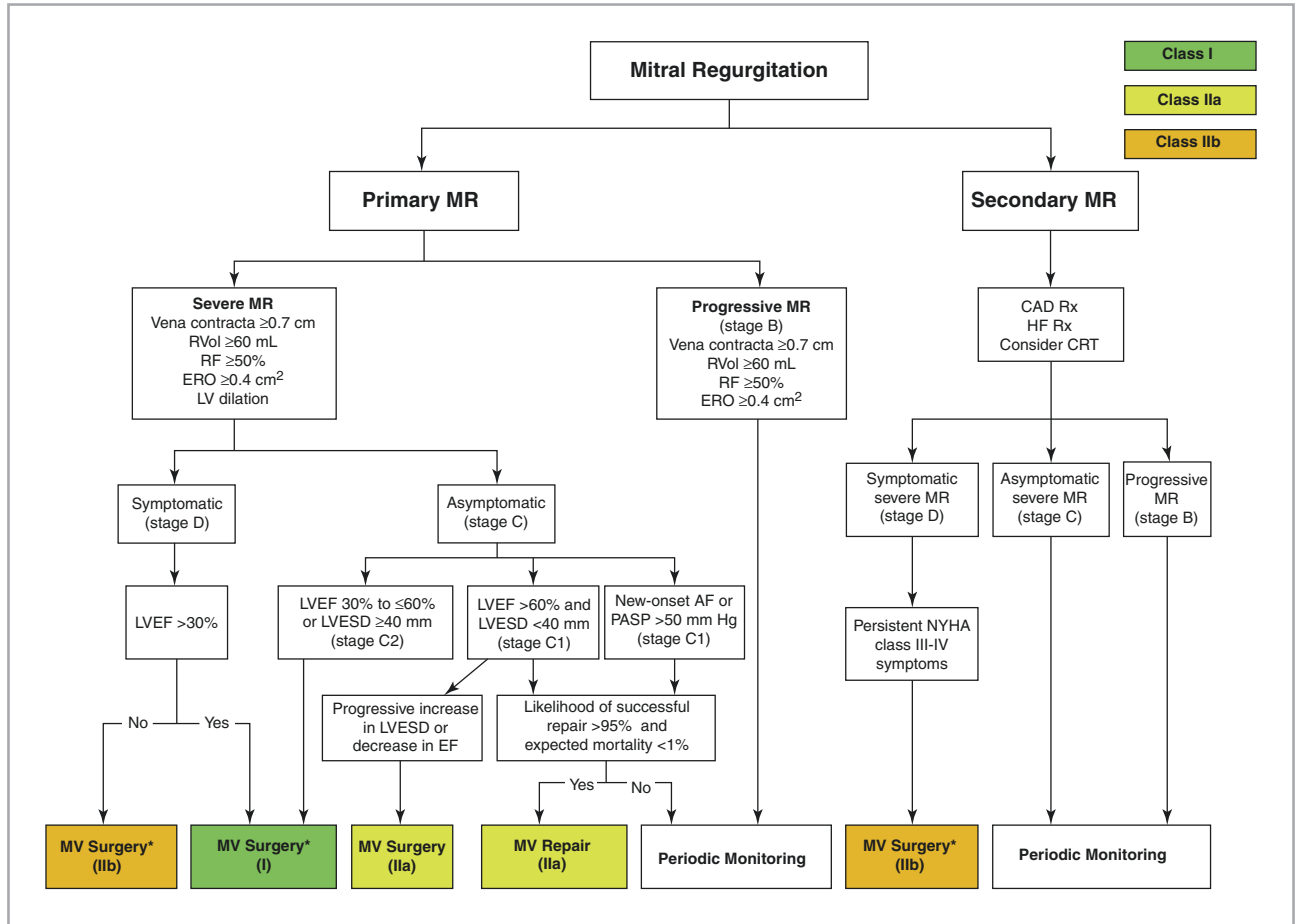 Mitral Regurgitation
Class I
Class IIa
Class IIb
Primary MR
Secondary MR
Severe MR
Vena contracta ≥0.7 cm
RVol ≥60 mL
RF ≥50%
ERO ≥0.4 cm²
LV dilation
Progressive MR
(stage B)
Vena contracta ≥0.7 cm
RVol ≥60 mL
RF ≥50%
ERO ≥0.4 cm²
CAD Rx
HF Rx
Consider CRT
Symptomatic
(stage D)
Asymptomatic
(stage C)
Symptomatic
severe MR
(stage D)
Asymptomatic
severe MR
(stage C)
Progressive
MR
(stage B)
LVEF >30%
LVEF 30% to ≤60%
or LVESD ≥40 mm
(stage C2)
LVEF >60% and
LVESD <40 mm
(stage C1)
New-onset AF or
PASP >50 mm Hg
(stage C1)
Persistent NYHA
class III-IV
symptoms
Progressive increase
in LVESD or
decrease in EF
Likelihood of successful
repair >95% and
expected mortality <1%
No
Yes
Yes
No
MV Surgery*
(IIb)
MV Surgery*
(I)
MV Surgery
(IIa)
MV Repair
(IIa)
Periodic Monitoring
MV Surgery*
(IIb)
Periodic Monitoring